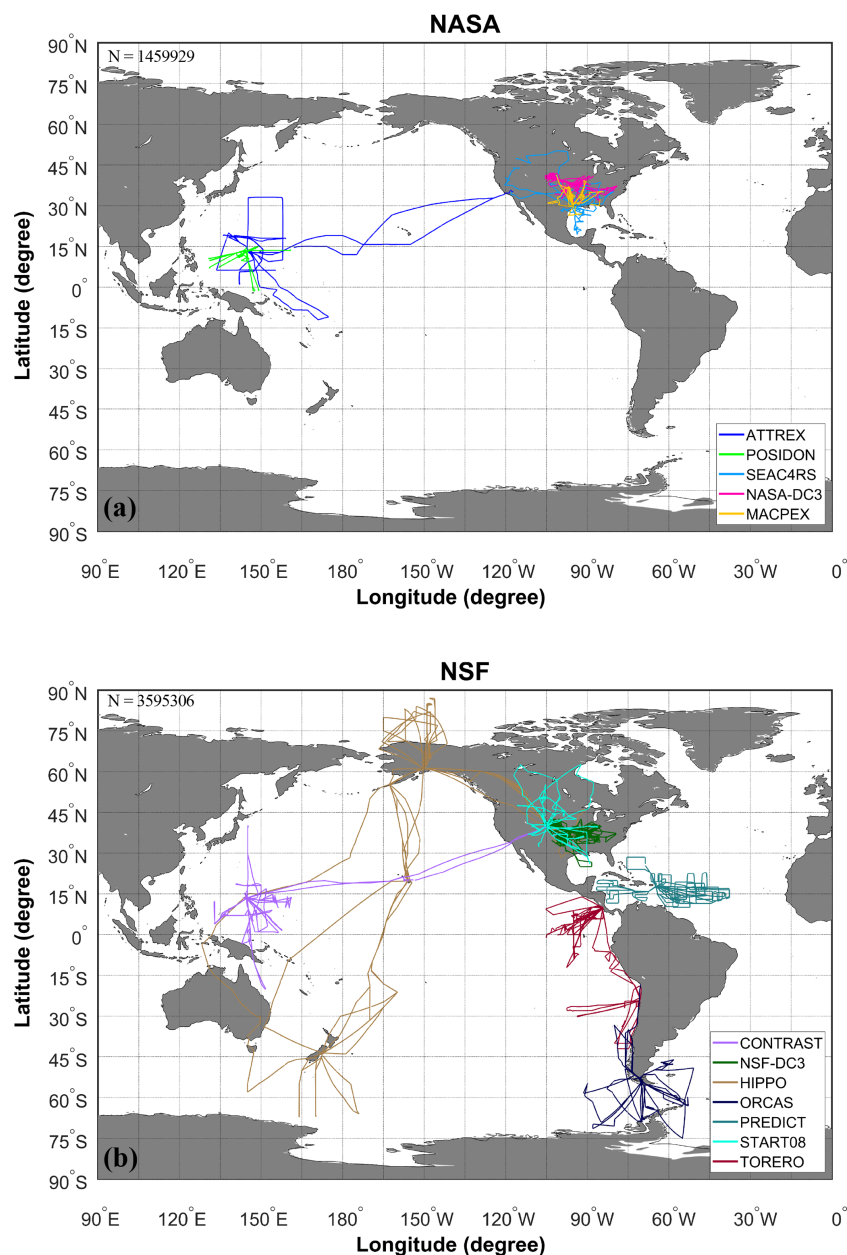 NASA
N = 1459929
90° N
75° N
60° N
45° N
30° N
15° N
0°
15° S
30° S
45° S
60° S
75° S
90° S
Latitude (degree)
ATTREX
POSIDON
SEAC4RS
NASA-DC3
MACPEX
(a)
90° E 120° E 150° E 180° 150° W 120° W 90° W 60° W 30° W 0°
Longitude (degree)
NSF
N = 3595306
90° N
75° N
60° N
45° N
30° N
15° N
0°
15° S
30° S
45° S
60° S
75° S
90° S
Latitude (degree)
CONTRAST
NSF-DC3
HIPPO
ORCAS
PREDICT
START08
TORERO
(b)
90° E 120° E 150° E 180° 150° W 120° W 90° W 60° W 30° W 0°
Longitude (degree)